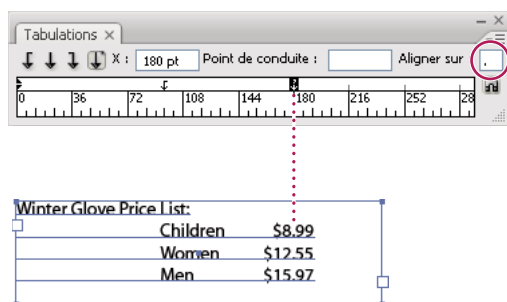 Tabulations ×
X : 180 pt Point de conduite : Aligner sur .
0 36 72 108 144 180 216 252 28
Winter Glove Price List:
Children $8.99
Women $12.55
Men $15.97